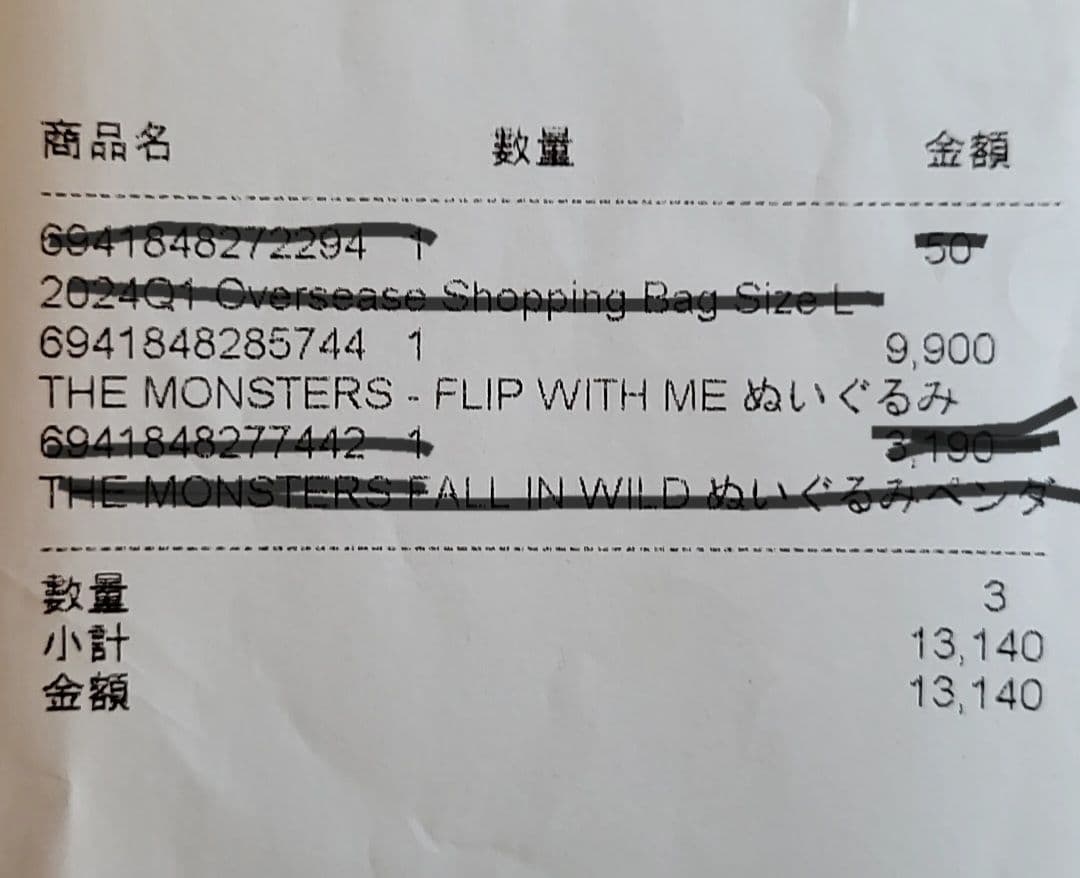 商品名 数量 金額
6941848272294 1 50
2024Q1 Oversease Shopping Bag Size L
6941848285744 1 9,900
THE MONSTERS - FLIP WITH ME ぬいぐるみ
6941848277442 1 3,190
THE MONSTERS FALL IN WILD ぬいぐるみペンダ
数量 3
小計 13,140
金額 13,140